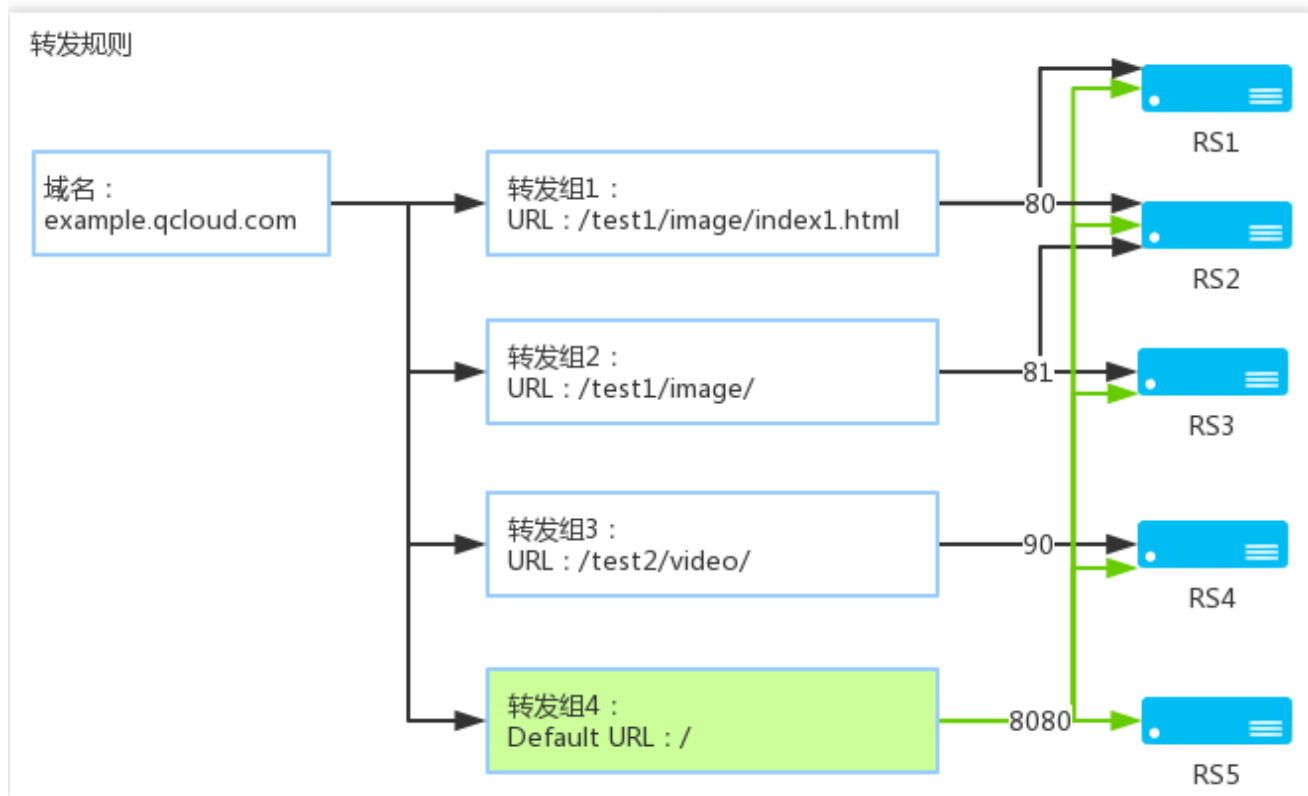 转发规则
域名：
example.qcloud.com
转发组1：
URL：/test1/image/index1.html
80
RS1
RS2
转发组2：
URL：/test1/image/
81
RS3
转发组3：
URL：/test2/video/
90
RS4
转发组4：
Default URL：/
8080
RS5